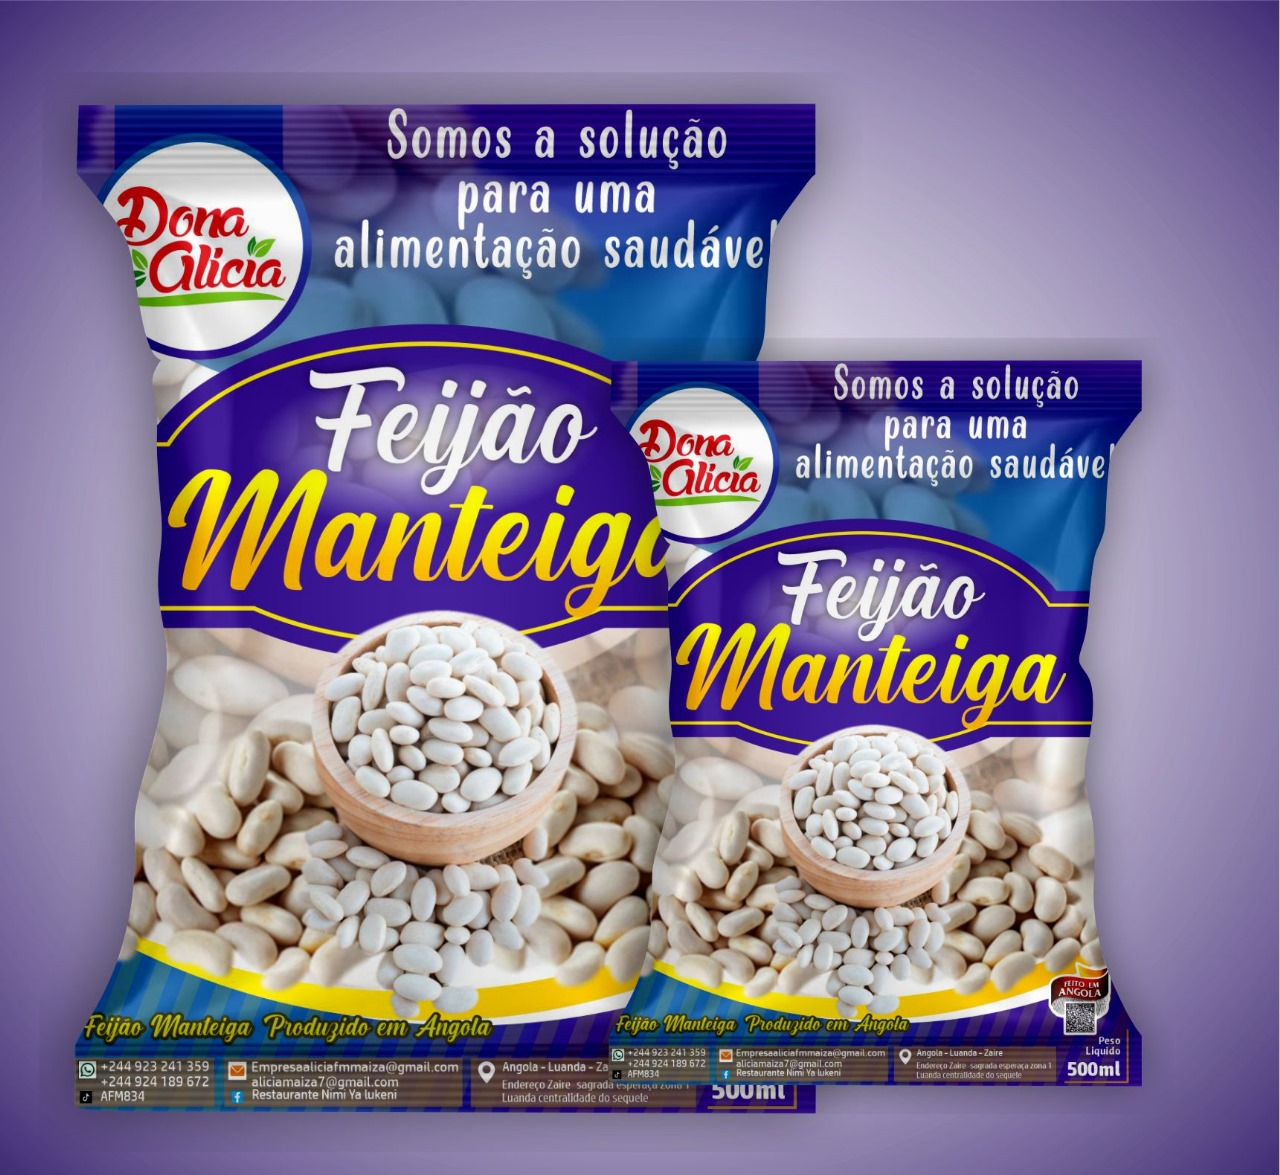 Somos a solução
para uma
alimentação saudável
Dona
Alicia
Feijão
Manteiga
Feijão Manteiga Produzido em Angola
+244 923 241 359
+244 924 189 672
AFM834
Empresaaliciafmmaiza@gmail.com
aliciamaiza7@gmail.com
Restaurante Nimi Ya lukeni
Angola - Luanda - Za
Endereço Zaire sagrada esperaça zona 1
Luanda centralidade do sequele
500ml
Somos a solução
para uma
alimentação saudável
Dona
Alicia
Feijão
Manteiga
FEITO EM
ANGOLA
Feijão Manteiga Produzido em Angola
Peso
Liquido
500ml
+244 923 241 359
+244 924 189 672
AFM834
Empresaaliciafmmaiza@gmail.com
aliciamaiza7@gmail.com
Restaurante Nimi Ya lukeni
Angola - Luanda - Zaire
Endereço Zaire sagrada esperaça zona 1
Luanda centralidade do sequele